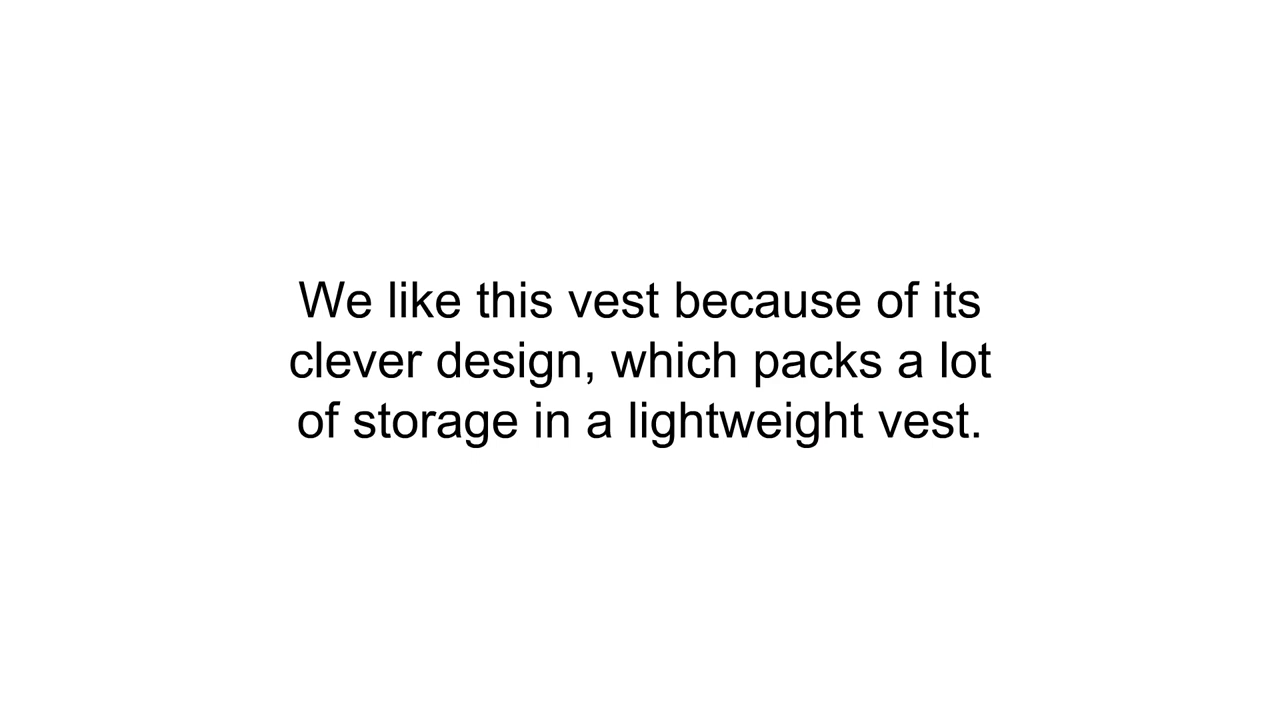 We like this vest because of its
clever design, which packs a lot
of storage in a lightweight vest.